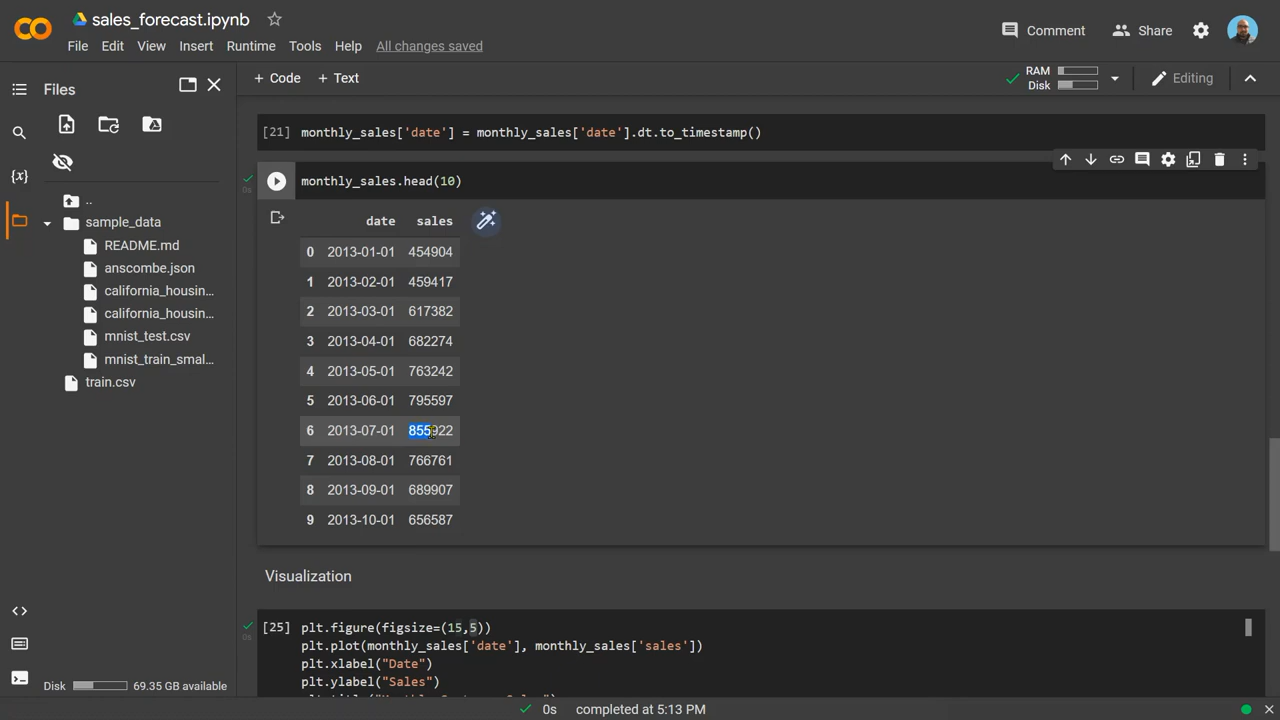 sales_forecast.ipynb
File Edit View Insert Runtime Tools Help All changes saved
Comment Share
Files
+ Code + Text
RAM
Disk
Editing
..
sample_data
README.md
anscombe.json
california_housin...
california_housin...
mnist_test.csv
mnist_train_smal...
train.csv
Disk 69.35 GB available
[21] monthly_sales['date'] = monthly_sales['date'].dt.to_timestamp()
0s
monthly_sales.head(10)
date sales
0 2013-01-01 454904
1 2013-02-01 459417
2 2013-03-01 617382
3 2013-04-01 682274
4 2013-05-01 763242
5 2013-06-01 795597
6 2013-07-01 855922
7 2013-08-01 766761
8 2013-09-01 689907
9 2013-10-01 656587
Visualization
0s
[25] plt.figure(figsize=(15,5))
plt.plot(monthly_sales['date'], monthly_sales['sales'])
plt.xlabel("Date")
plt.ylabel("Sales")
0s completed at 5:13 PM